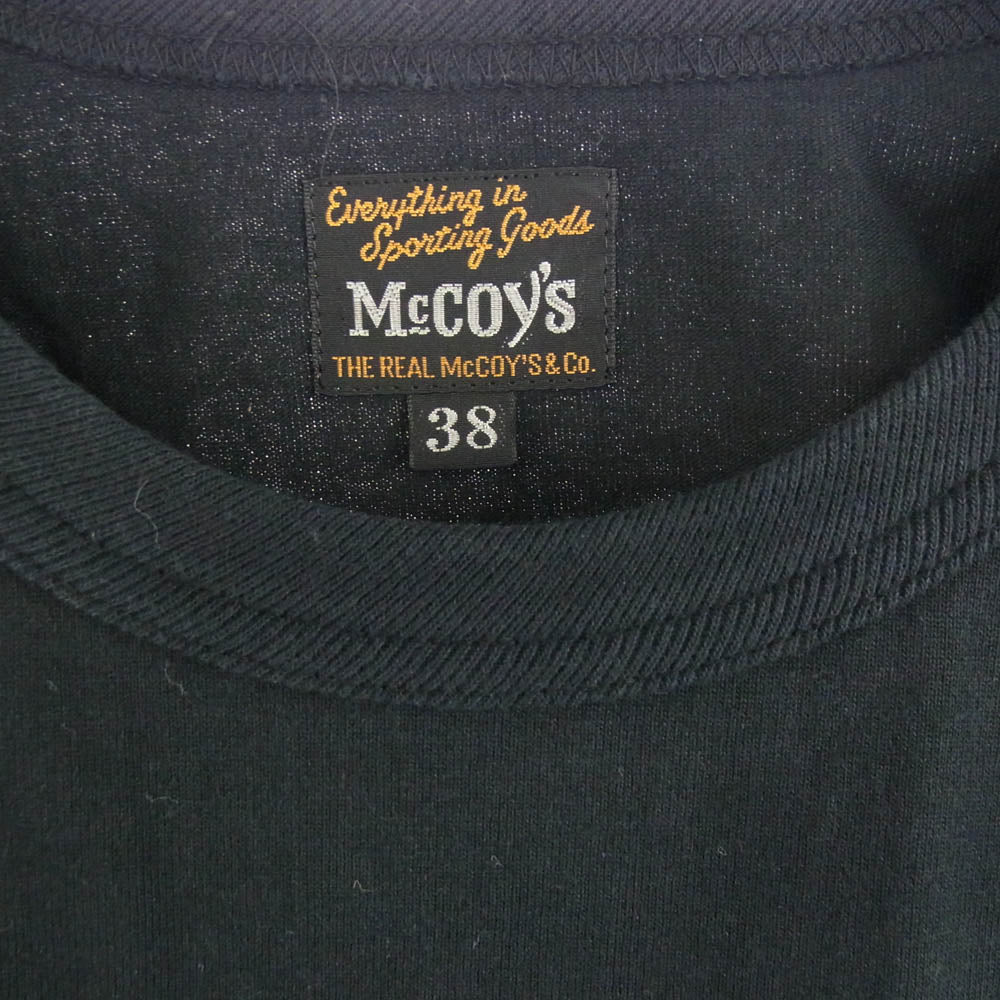 Everything in
Sporting Goods
McCOY'S
THE REAL McCOY'S & Co.
38